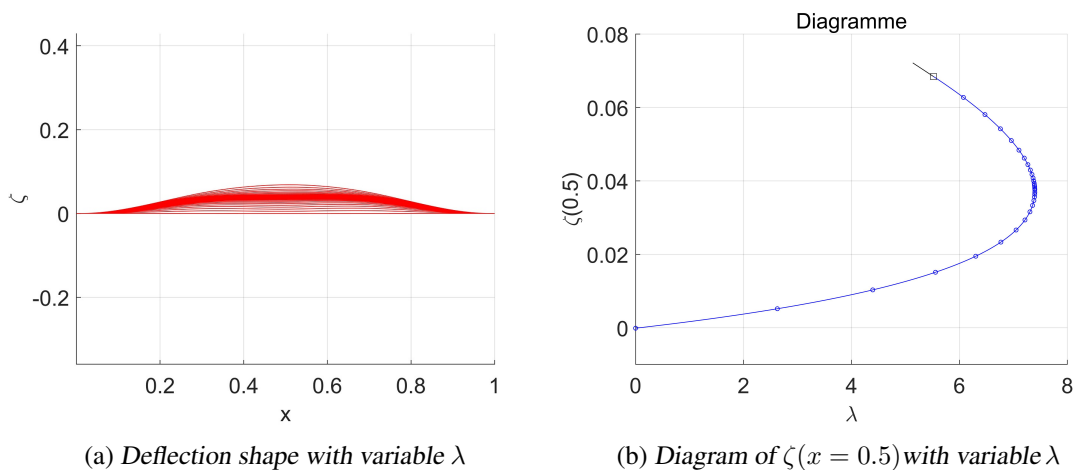 0.4
0.2
0
-0.2
ζ
0.2
0.4
0.6
0.8
1
x
(a) Deflection shape with variable λ
Diagramme
0.08
0.06
0.04
0.02
0
ζ(0.5)
0
2
4
6
8
λ
(b) Diagram of ζ(x = 0.5) with variable λ